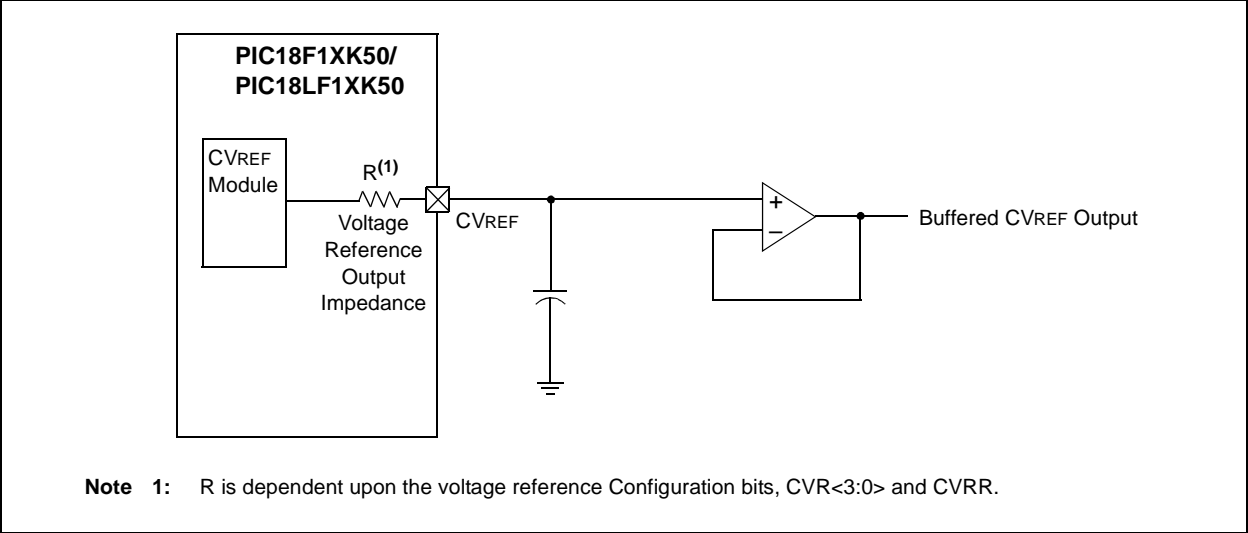 PIC18F1XK50/
PIC18LF1XK50
CVREF
Module
R(1)
Voltage
Reference
Output
Impedance
CVREF
+
−
Buffered CVREF Output
Note 1: R is dependent upon the voltage reference Configuration bits, CVR<3:0> and CVRR.